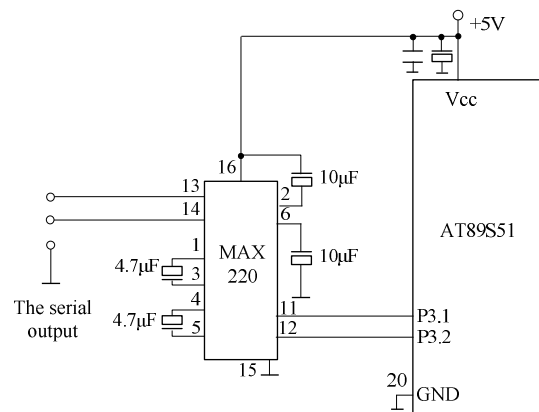 +5V
Vcc
16
13
10μF
2
14
6
AT89S51
1
MAX
220
4.7μF
10μF
3
The serial
output
4
4.7μF
11
P3.1
5
12
P3.2
15
20
GND